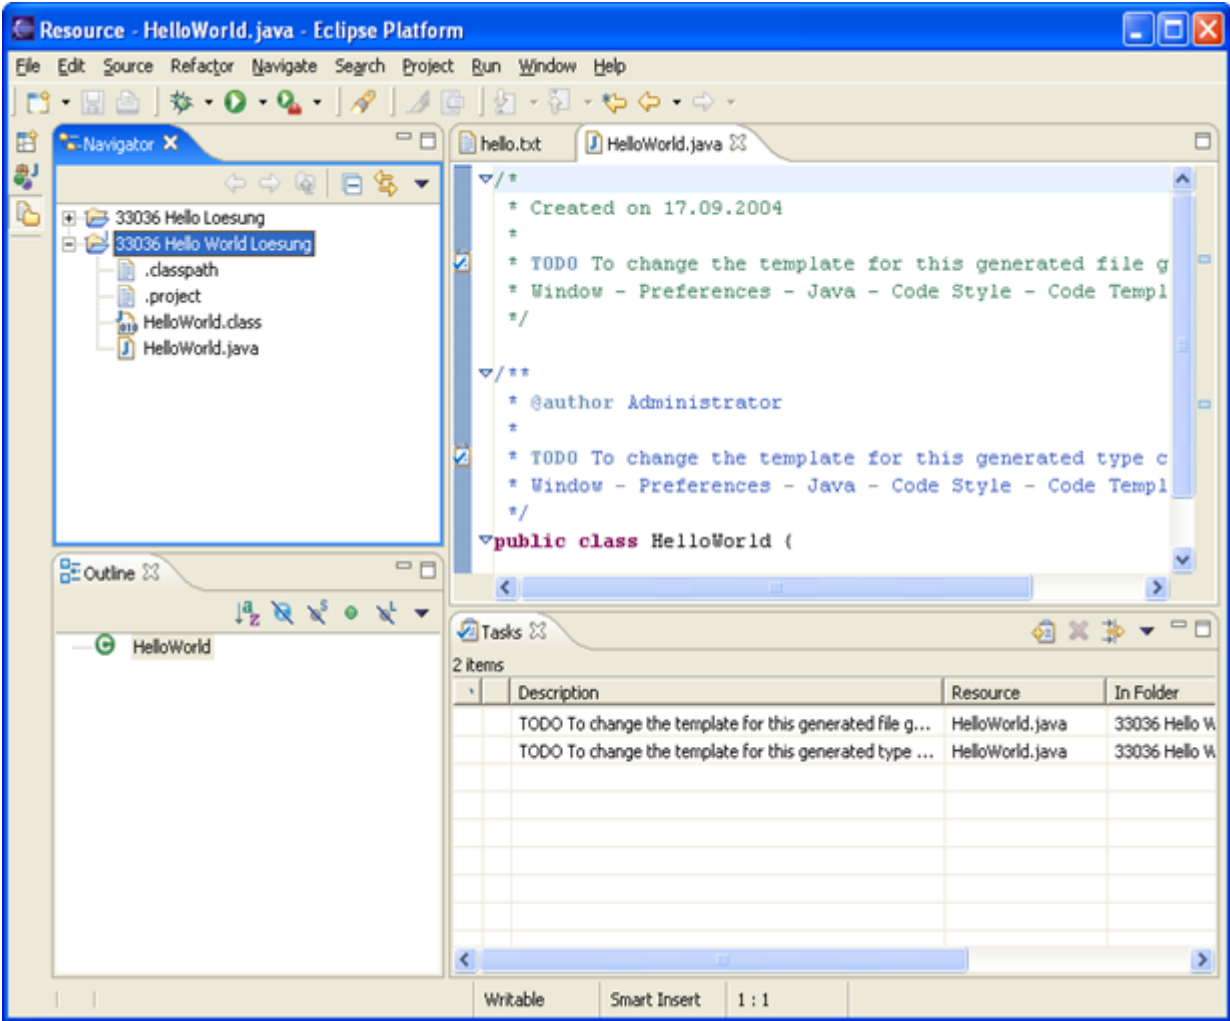 Resource - HelloWorld.java - Eclipse Platform
File Edit Source Refactor Navigate Search Project Run Window Help
Navigator
33036 Hello Loesung
33036 Hello World Loesung
.classpath
.project
HelloWorld.class
HelloWorld.java
hello.txt HelloWorld.java
/*
* Created on 17.09.2004
*
* TODO To change the template for this generated file g
* Window - Preferences - Java - Code Style - Code Templ
*/
/**
* @author Administrator
*
* TODO To change the template for this generated type c
* Window - Preferences - Java - Code Style - Code Templ
*/
public class HelloWorld {
Outline
HelloWorld
Tasks
2 items
Description Resource In Folder
TODO To change the template for this generated file g... HelloWorld.java 33036 Hello W
TODO To change the template for this generated type ... HelloWorld.java 33036 Hello W
Writable Smart Insert 1 : 1